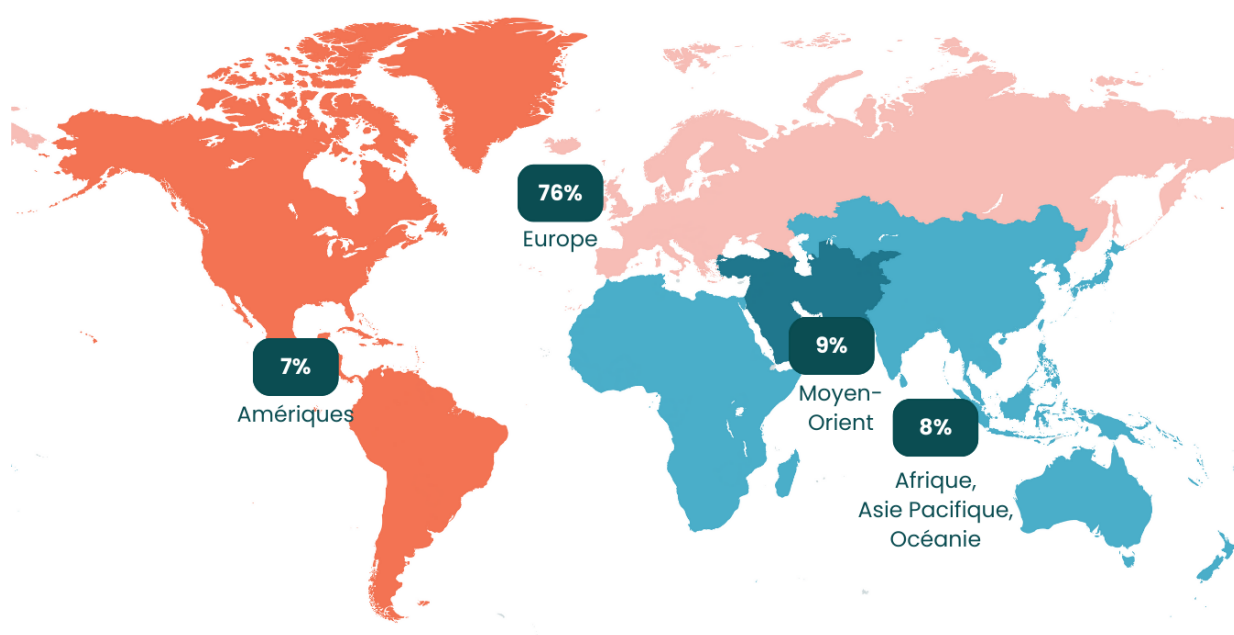 76%
Europe
7%
Amériques
9%
Moyen-
Orient
8%
Afrique,
Asie Pacifique,
Océanie